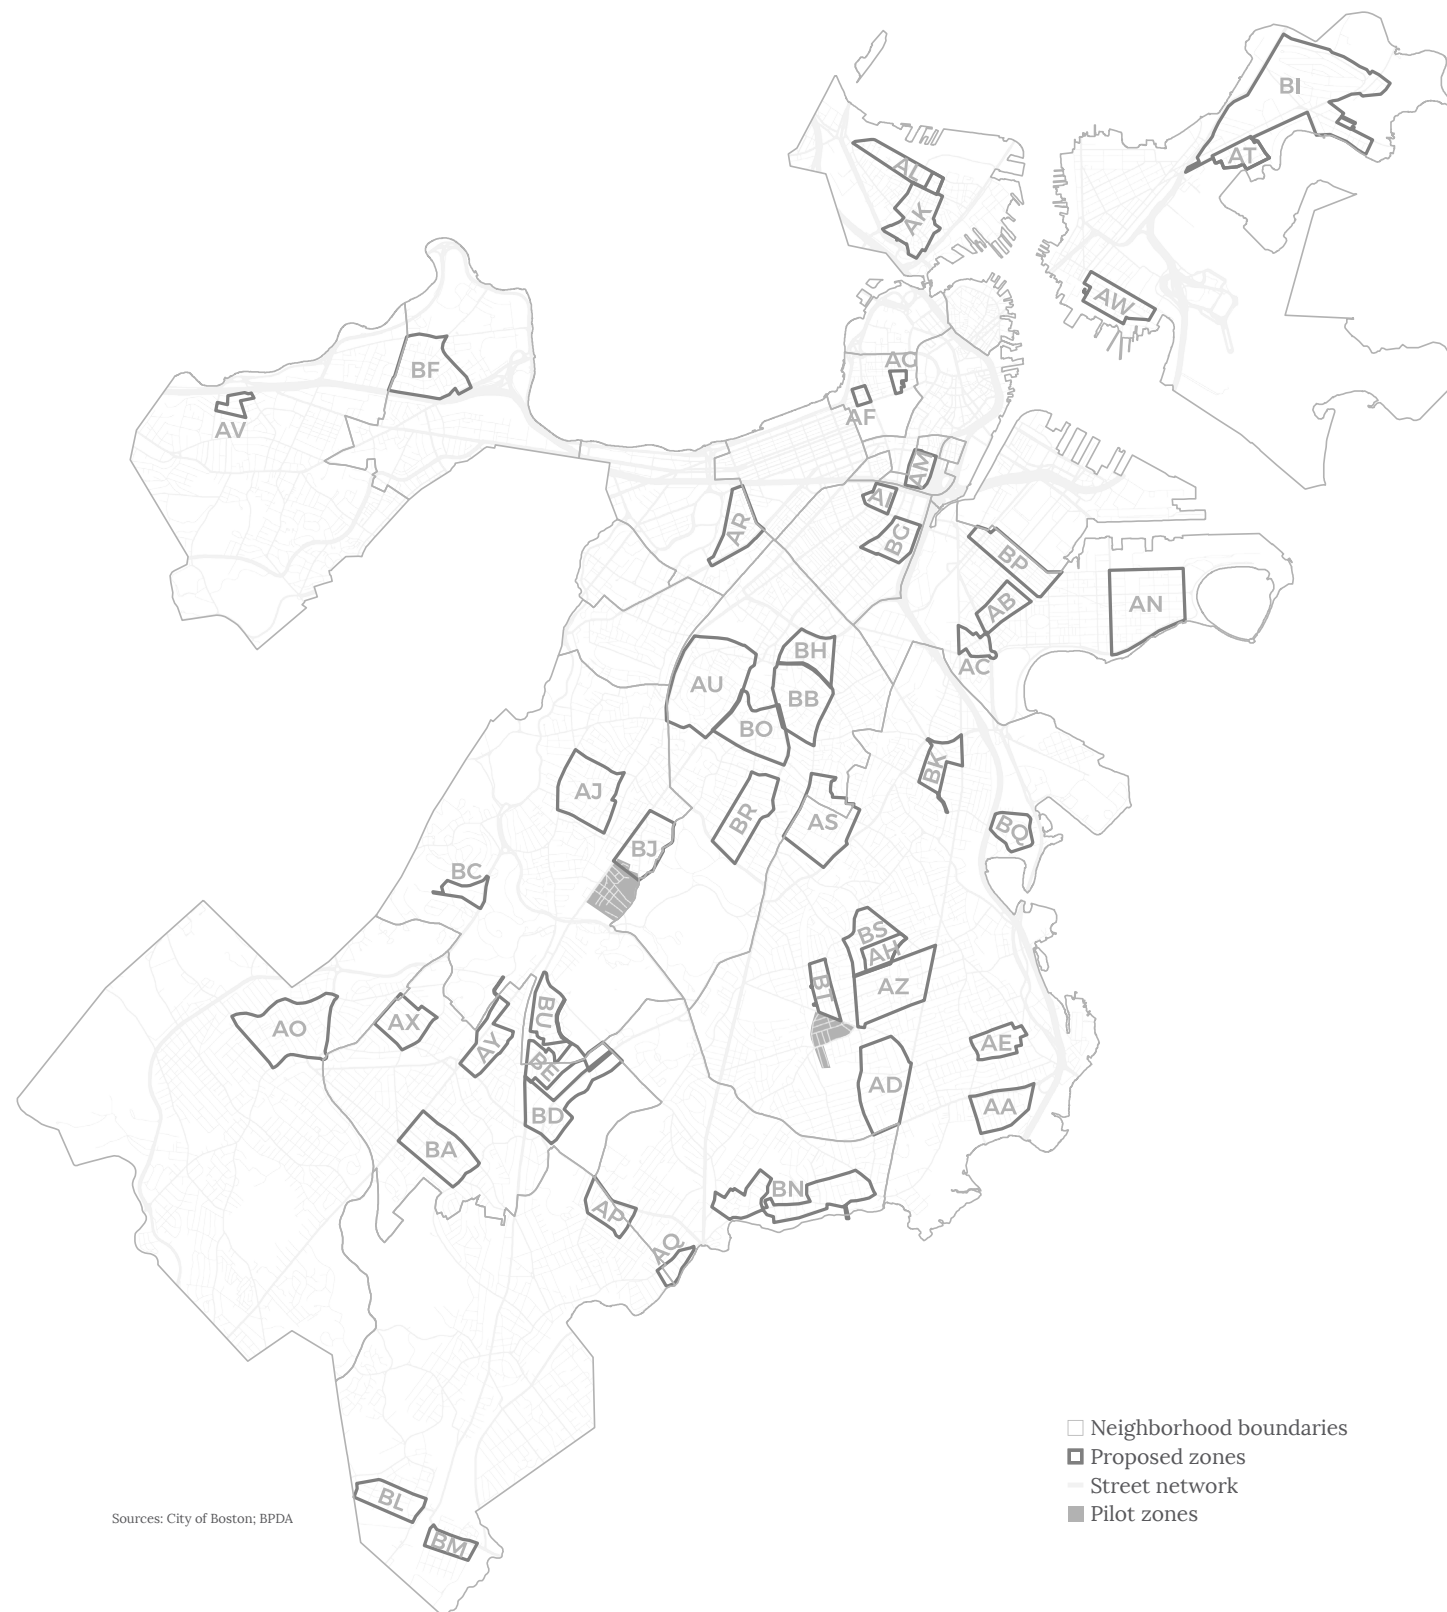 BI
AT
AL
AK
AW
BF
AV
AG
AF
AM
AI
BG
AR
BP
AB
AN
AC
BH
AU
BB
BO
BK
AJ
BR
AS
BQ
BJ
BC
BS
AH
BT
AZ
AO
AX
BU
AY
AE
BE
AD
AA
BD
BA
BN
AP
AQ
BL
BM
Neighborhood boundaries
Proposed zones
Street network
Pilot zones
Sources: City of Boston; BPDA